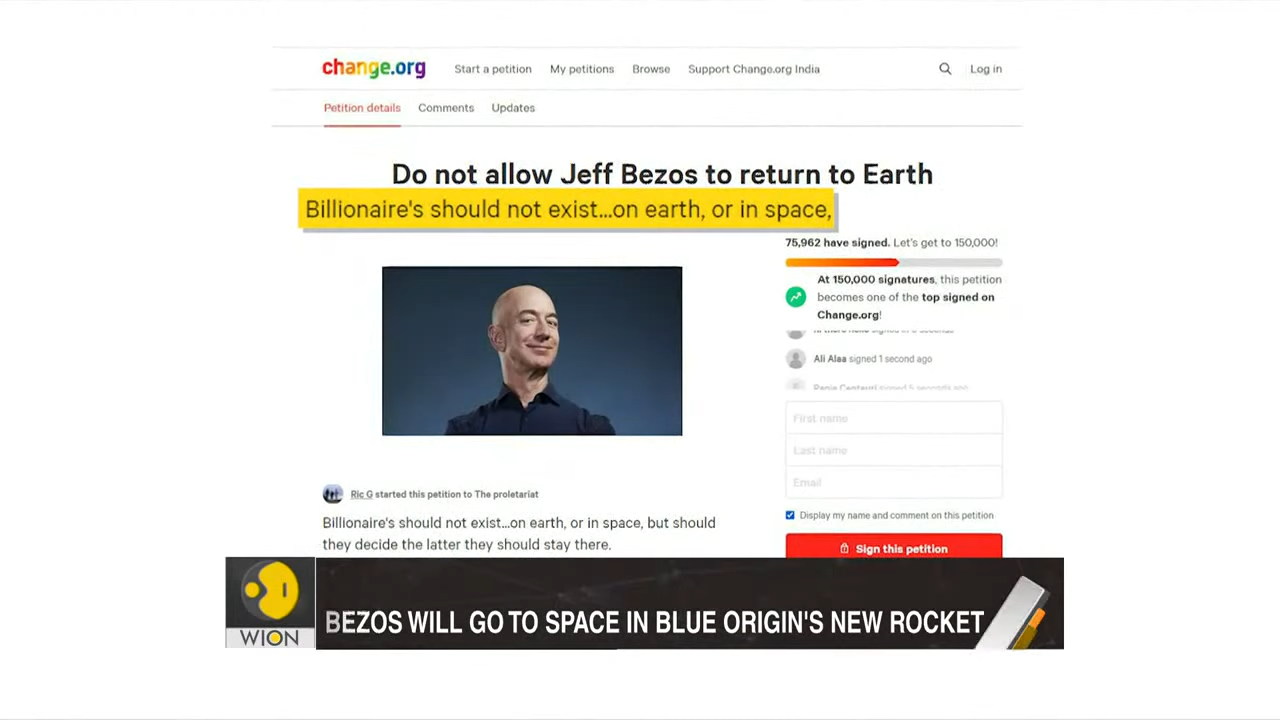 change.org
Start a petition
My petitions
Browse
Support Change.org India
Log in
Petition details
Comments
Updates
Do not allow Jeff Bezos to return to Earth
Billionaire's should not exist...on earth, or in space,
75,962 have signed. Let's get to 150,000!
At 150,000 signatures, this petition
becomes one of the top signed on
Change.org!
Ali Alaa signed 1 second ago
signed 5 seconds ago
First name
Last name
Email
Display my name and comment on this petition
Sign this petition
Ric G started this petition to The proletariat
Billionaire's should not exist...on earth, or in space, but should
they decide the latter they should stay there.
WION
BEZOS WILL GO TO SPACE IN BLUE ORIGIN'S NEW ROCKET